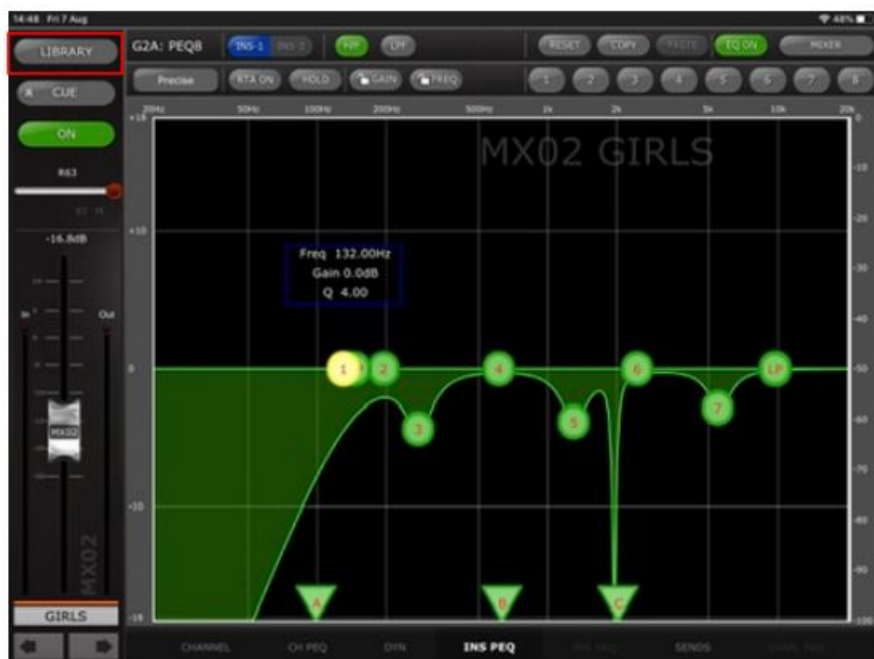 14:48 Fri 7 Aug 48%
LIBRARY G2A: PEQ8 INS-1 INS-2 HPF LPF RESET COPY PASTE EQ ON MIXER
A CUE Precise RTA ON HOLD GAIN FREQ 1 2 3 4 5 6 7 8
20Hz 50Hz 100Hz 200Hz 500Hz 1k 2k 5k 10k 20k
ON +18 0
MX02 GIRLS
R63 -10
ST M -20
-16.8dB +10
Freq 132.00Hz
Gain 0.0dB -30
Q 4.00
In Out -40
0 1 2 4 6 LP -50
3 5 7
MX02 -60
-70
-10 -80
-90
MX02 A B C
GIRLS -18 -100
CHANNEL CH PEQ DYN INS PEQ SENDS